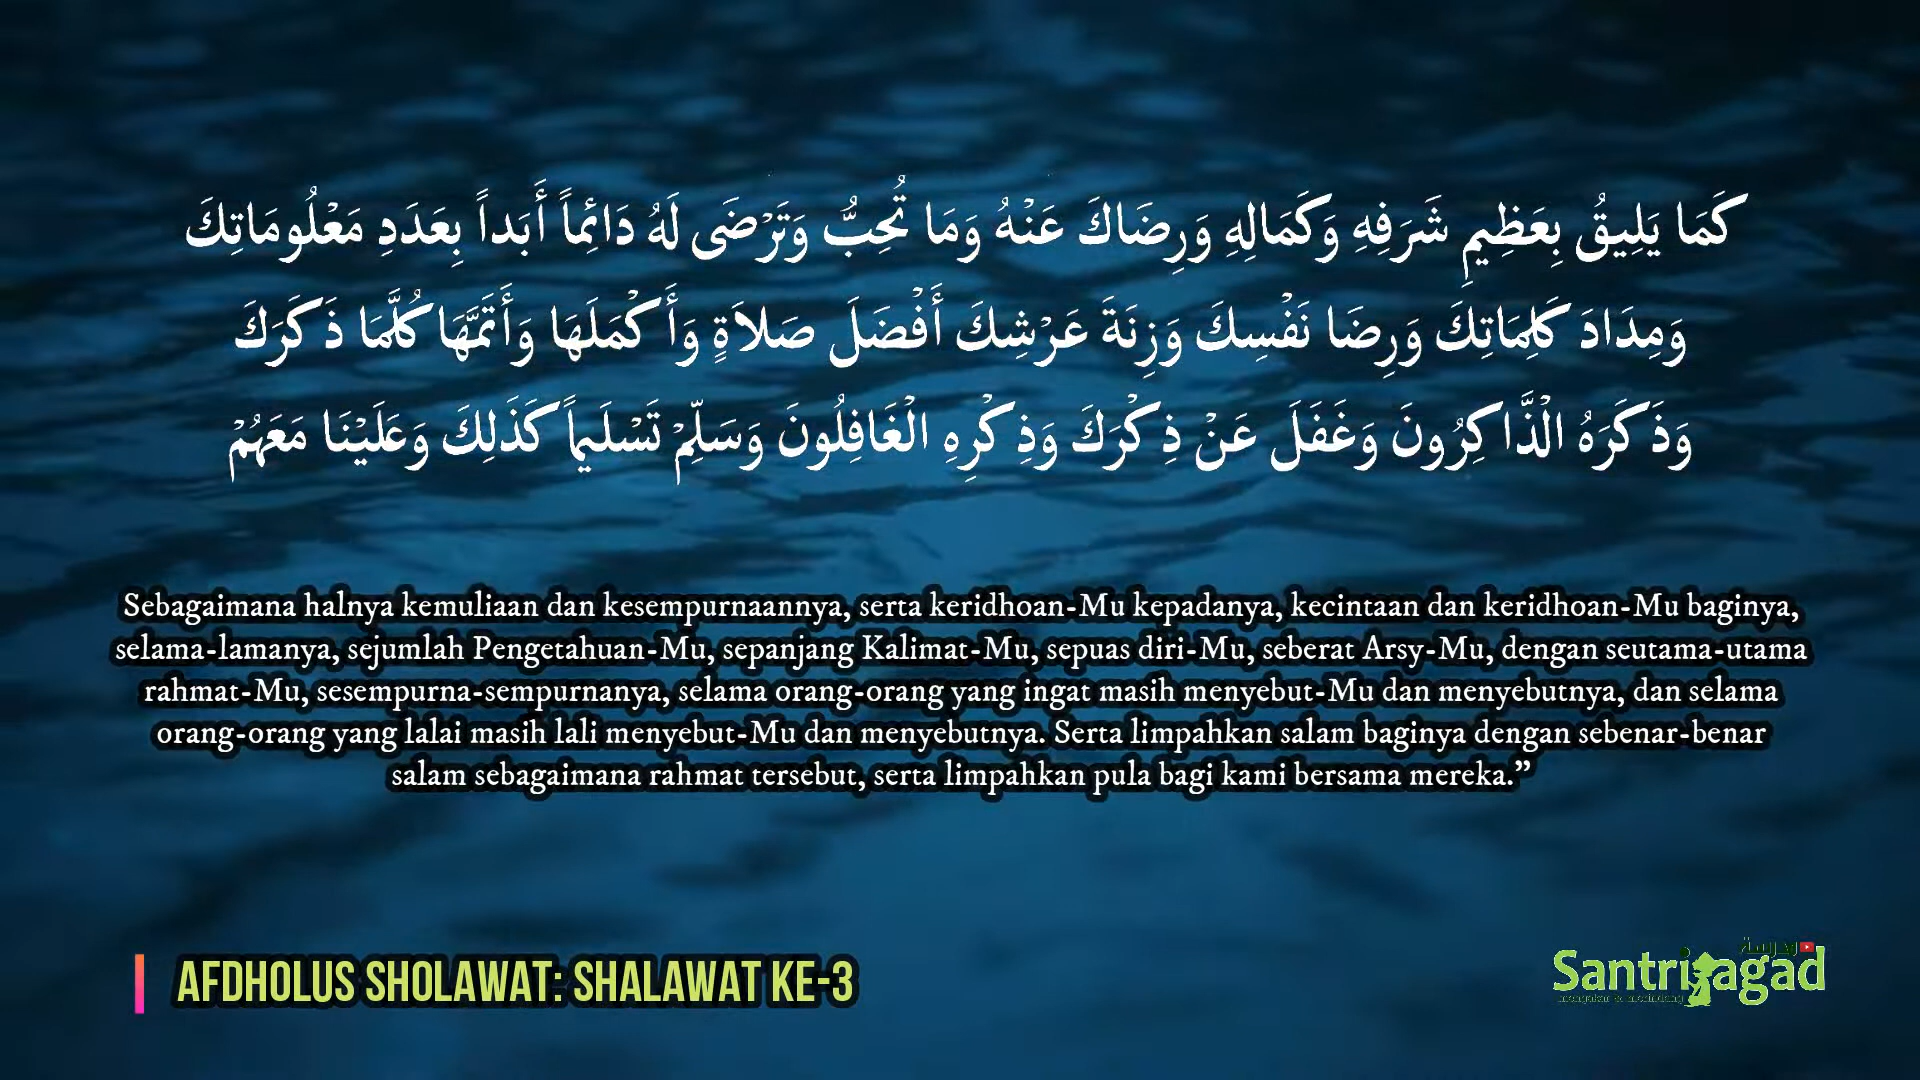 كَمَا يَلِيقُ بِعَظِيمِ شَرَفِهِ وَكَمَالِهِ وَرِضَاكَ عَنْهُ وَمَا تُحِبُّ وَتَرْضَى لَهُ دَائِماً أَبَداً بِعَدَدِ مَعْلُومَاتِكَ
وَمِدَادَ كَلِمَاتِكَ وَرِضَا نَفْسِكَ وَزِنَةَ عَرْشِكَ أَفْضَلَ صَلاَةٍ وَأَكْمَلَهَا وَأَتَمَّهَا كُلَّمَا ذَكَرَكَ
وَذَكَرَهُ الْذَّاكِرُونَ وَغَفَلَ عَنْ ذِكْرَكَ وَذِكْرِهِ الْغَافِلُونَ وَسَلِّمْ تَسْلَيماً كَذَلِكَ وَعَلَيْنَا مَعَهُمْ
Sebagaimana halnya kemuliaan dan kesempurnaannya, serta keridhoan-Mu kepadanya, kecintaan dan keridhoan-Mu baginya,
selama-lamanya, sejumlah Pengetahuan-Mu, sepanjang Kalimat-Mu, sepuas diri-Mu, seberat Arsy-Mu, dengan seutama-utama
rahmat-Mu, sesempurna-sempurnanya, selama orang-orang yang ingat masih menyebut-Mu dan menyebutnya, dan selama
orang-orang yang lalai masih lali menyebut-Mu dan menyebutnya. Serta limpahkan salam baginya dengan sebenar-benar
salam sebagaimana rahmat tersebut, serta limpahkan pula bagi kami bersama mereka.”
AFDHOLUS SHOLAWAT: SHALAWAT KE-3
Santrijagad